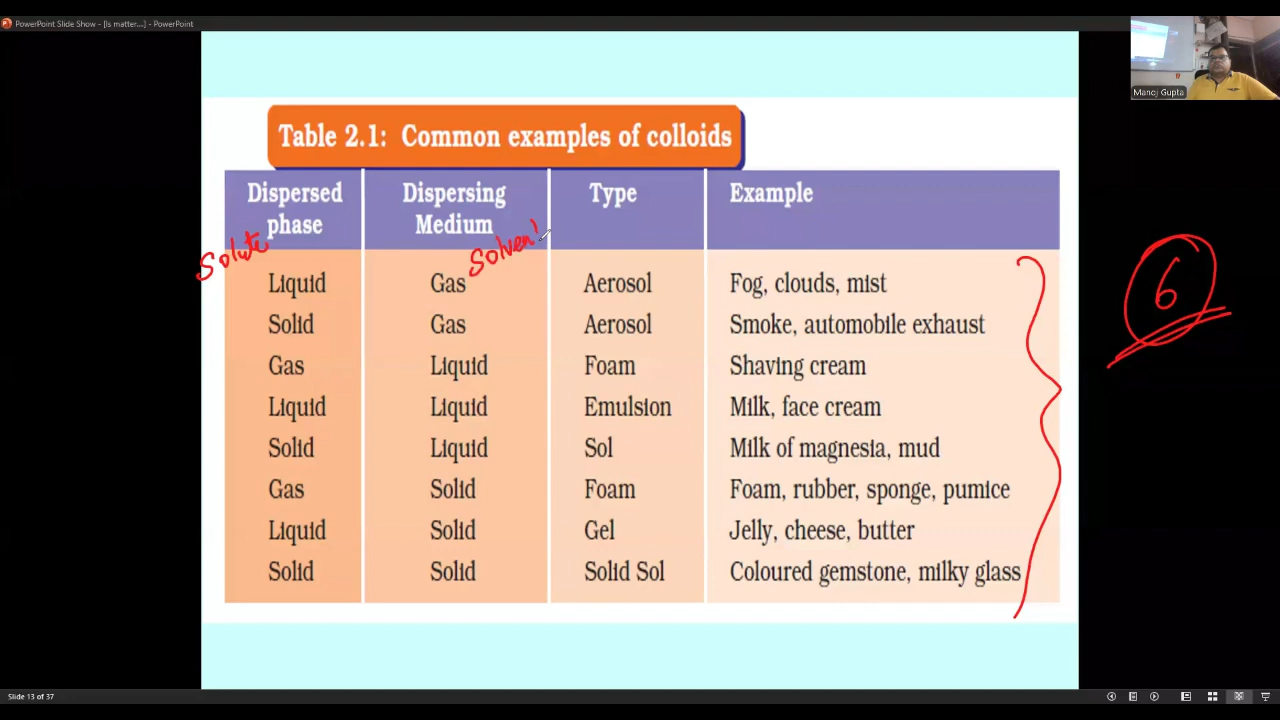 PowerPoint Slide Show - [Is matter...] - PowerPoint
Manoj Gupta
Table 2.1: Common examples of colloids
Dispersed phase Dispersing Medium Type Example
Solute Solven
Liquid Gas Aerosol Fog, clouds, mist
Solid Gas Aerosol Smoke, automobile exhaust
Gas Liquid Foam Shaving cream
Liquid Liquid Emulsion Milk, face cream
Solid Liquid Sol Milk of magnesia, mud
Gas Solid Foam Foam, rubber, sponge, pumice
Liquid Solid Gel Jelly, cheese, butter
Solid Solid Solid Sol Coloured gemstone, milky glass
6
Slide 13 of 37